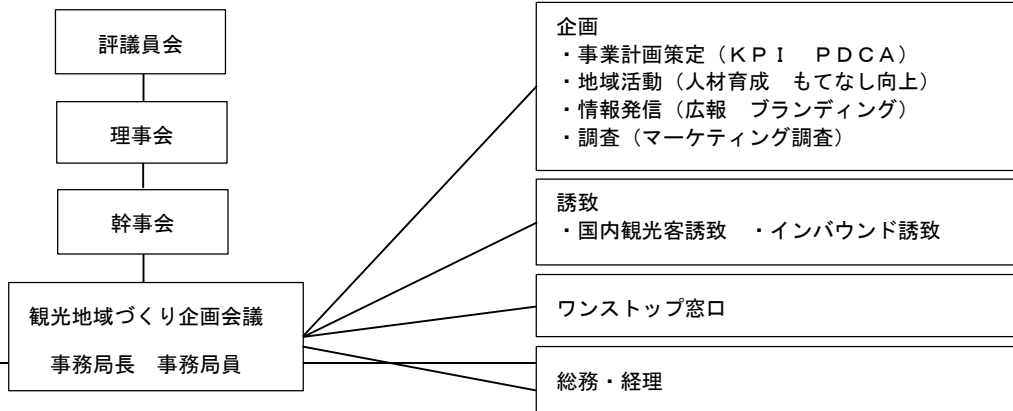 評議員会
理事会
幹事会
観光地域づくり企画会議
事務局長　事務局員
企画
・事業計画策定（ＫＰＩ　ＰＤＣＡ）
・地域活動（人材育成　もてなし向上）
・情報発信（広報　ブランディング）
・調査（マーケティング調査）
誘致
・国内観光客誘致　・インバウンド誘致
ワンストップ窓口
総務・経理